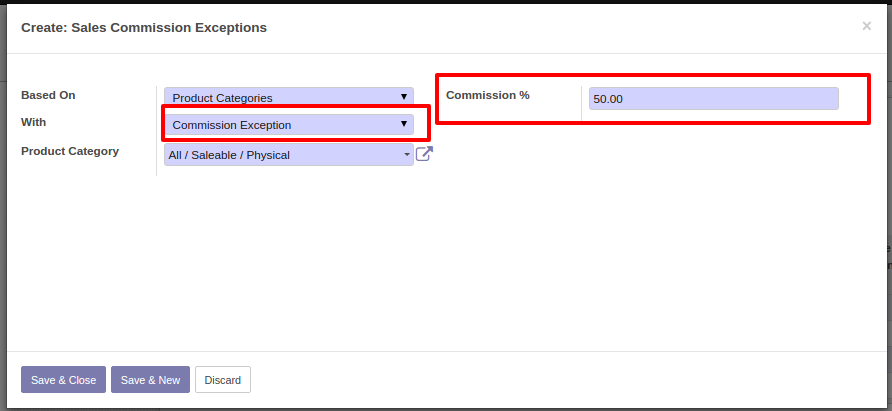 Create: Sales Commission Exceptions
×
Based On
Product Categories
With
Commission Exception
Product Category
All / Saleable / Physical
Commission %
50.00
Save & Close
Save & New
Discard